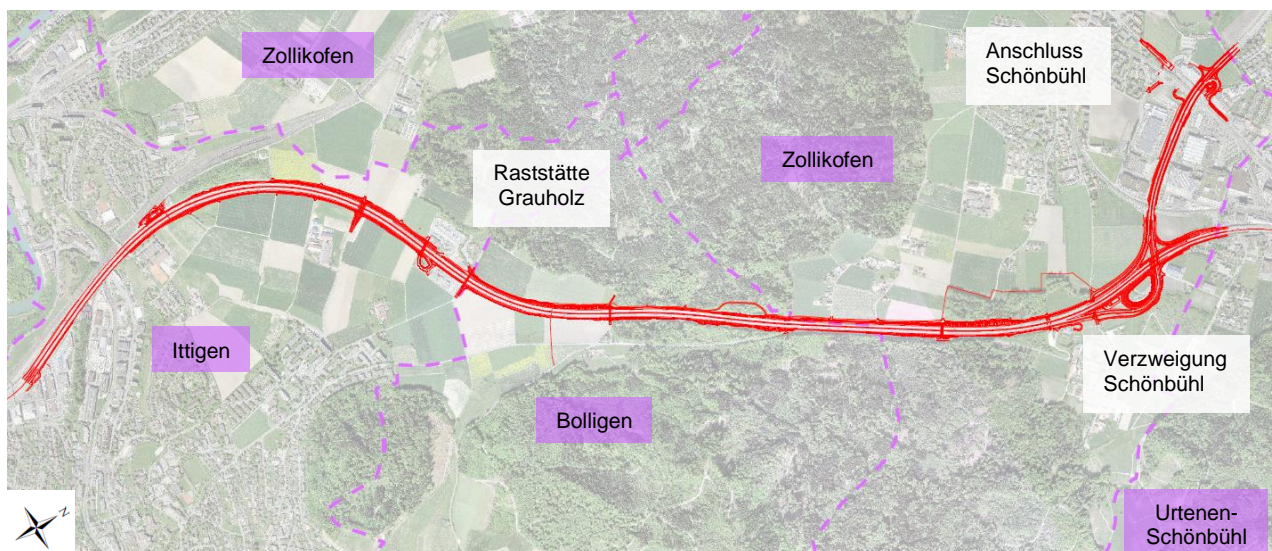 Zollikofen
Anschluss
Schönbühl
Zollikofen
Raststätte
Grauholz
Ittigen
Verzweigung
Schönbühl
Bolligen
Urtenen-
Schönbühl
N